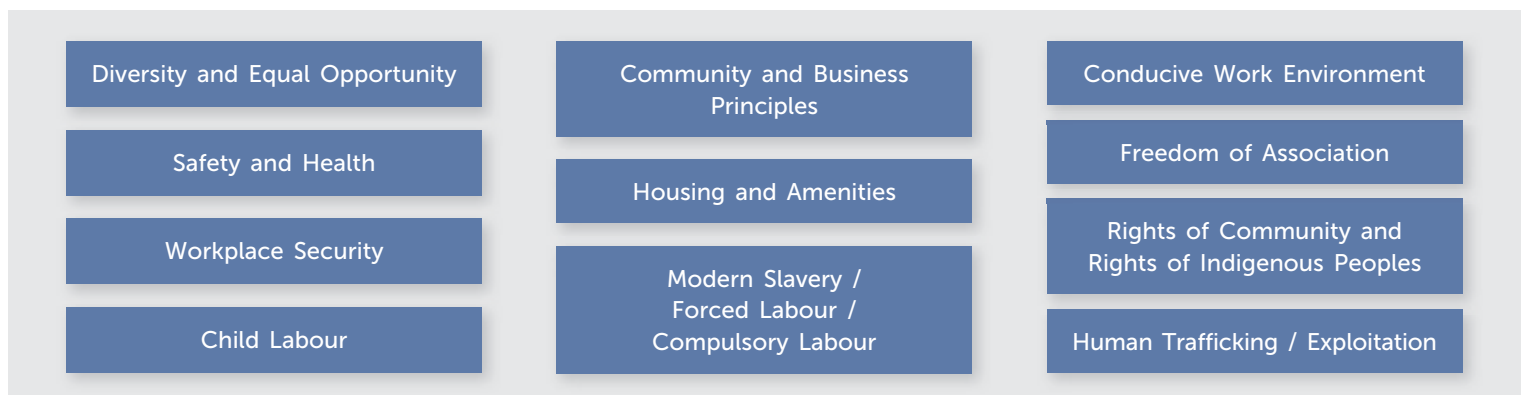 Diversity and Equal Opportunity
Safety and Health
Workplace Security
Child Labour
Community and Business
Principles
Housing and Amenities
Modern Slavery /
Forced Labour /
Compulsory Labour
Conducive Work Environment
Freedom of Association
Rights of Community and
Rights of Indigenous Peoples
Human Trafficking / Exploitation